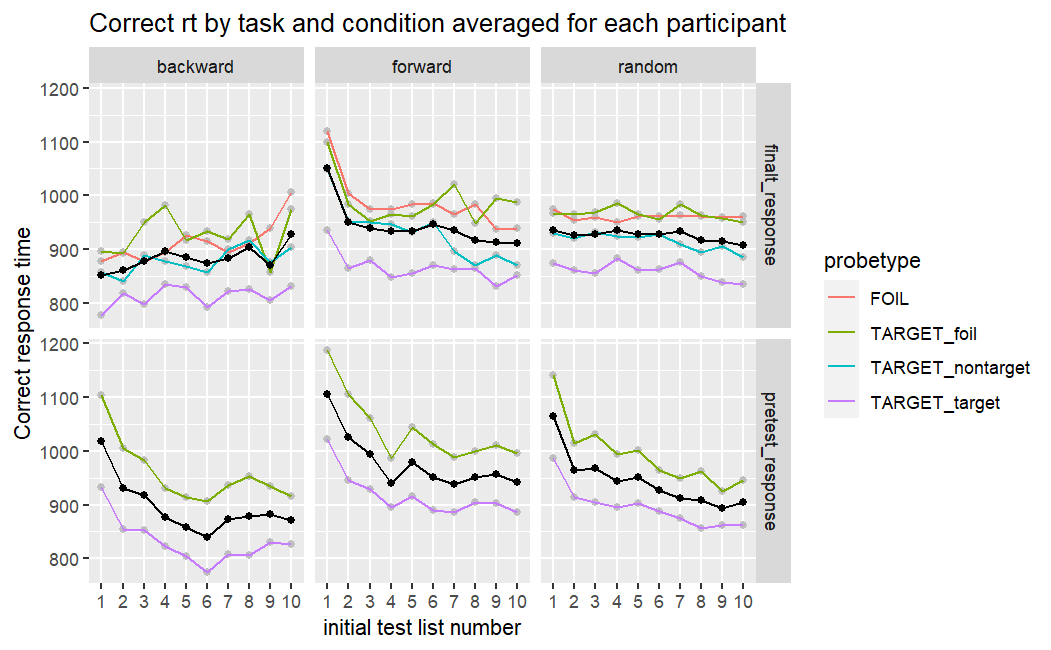 Correct rt by task and condition averaged for each participant
backward
forward
random
1200
1100
1000
900
800
finalt_response
1200
1100
1000
900
800
pretest_response
Correct response time
1 2 3 4 5 6 7 8 9 10
1 2 3 4 5 6 7 8 9 10
1 2 3 4 5 6 7 8 9 10
initial test list number
probetype
FOIL
TARGET_foil
TARGET_nontarget
TARGET_target